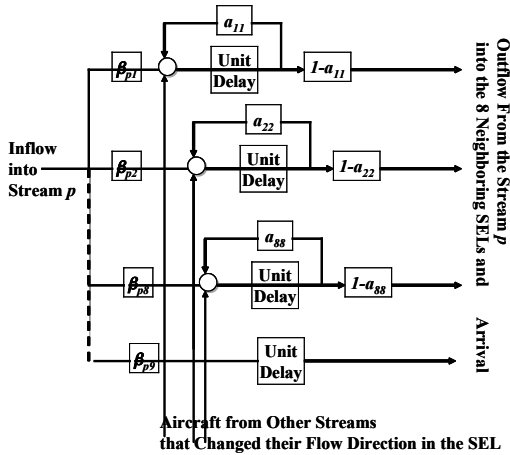 a11
βp1
Unit
Delay
1-a11
a22
Inflow
into
Stream p
βp2
Unit
Delay
1-a22
a88
βp8
Unit
Delay
1-a88
βp9
Unit
Delay
Outflow From the Stream p
into the 8 Neighboring SELs and
Arrival
Aircraft from Other Streams
that Changed their Flow Direction in the SEL